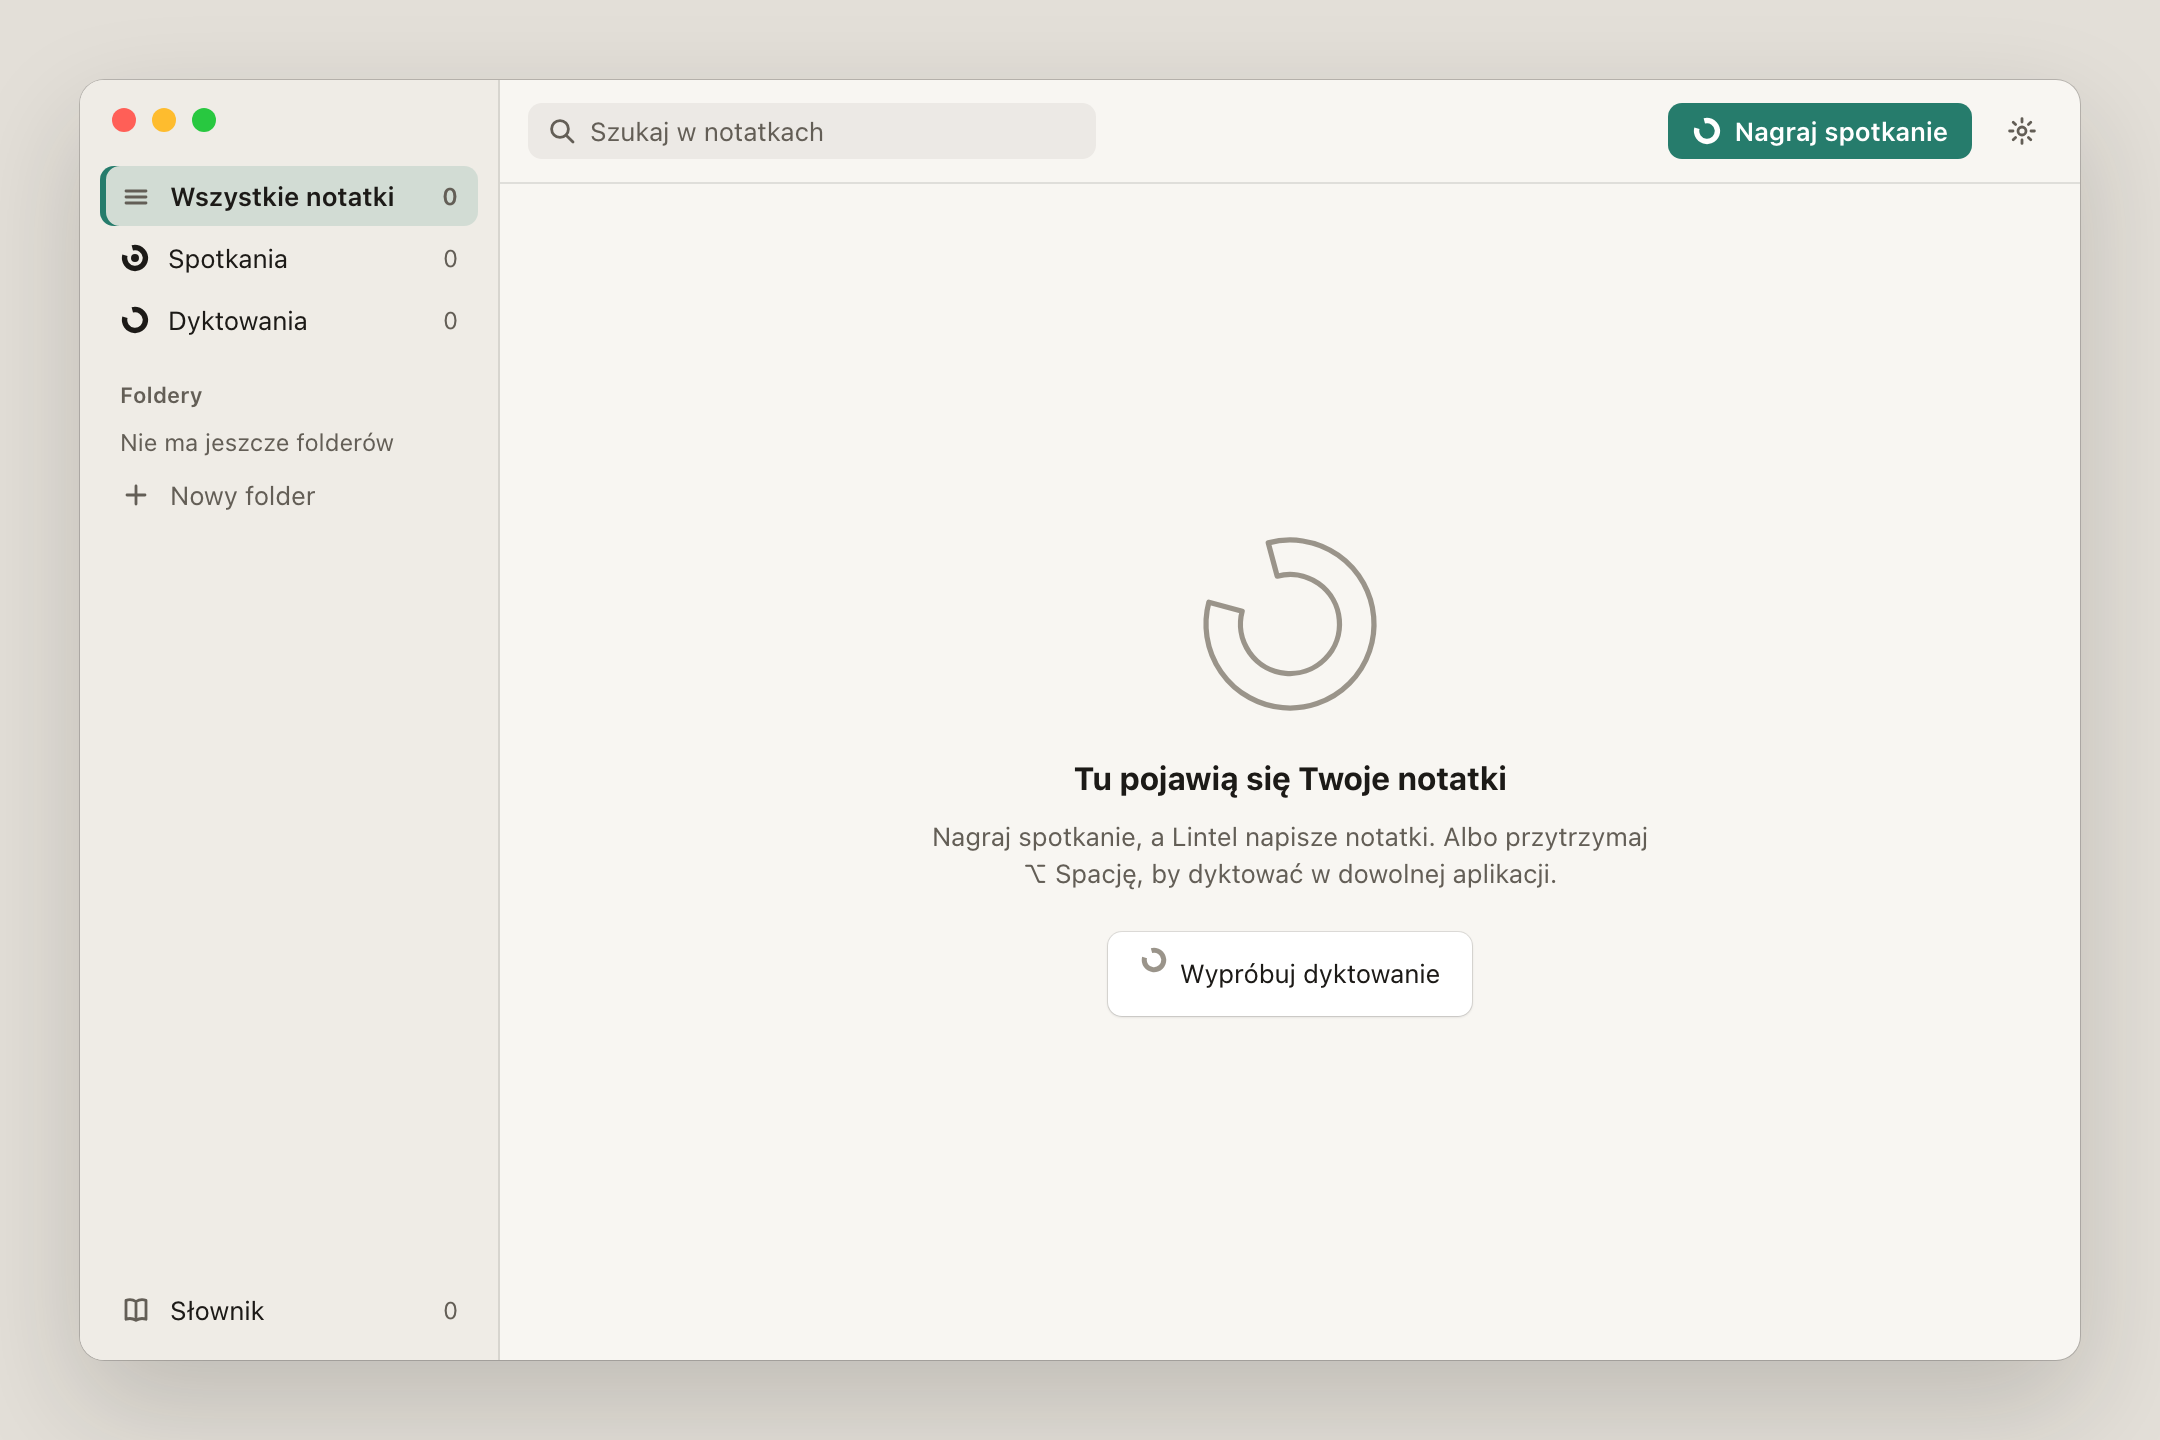 Szukaj w notatkach
Nagraj spotkanie
Wszystkie notatki 0
Spotkania 0
Dyktowania 0
Foldery
Nie ma jeszcze folderów
Nowy folder
Tu pojawią się Twoje notatki
Nagraj spotkanie, a Lintel napisze notatki. Albo przytrzymaj
⌥ Spację, by dyktować w dowolnej aplikacji.
Wypróbuj dyktowanie
Słownik 0